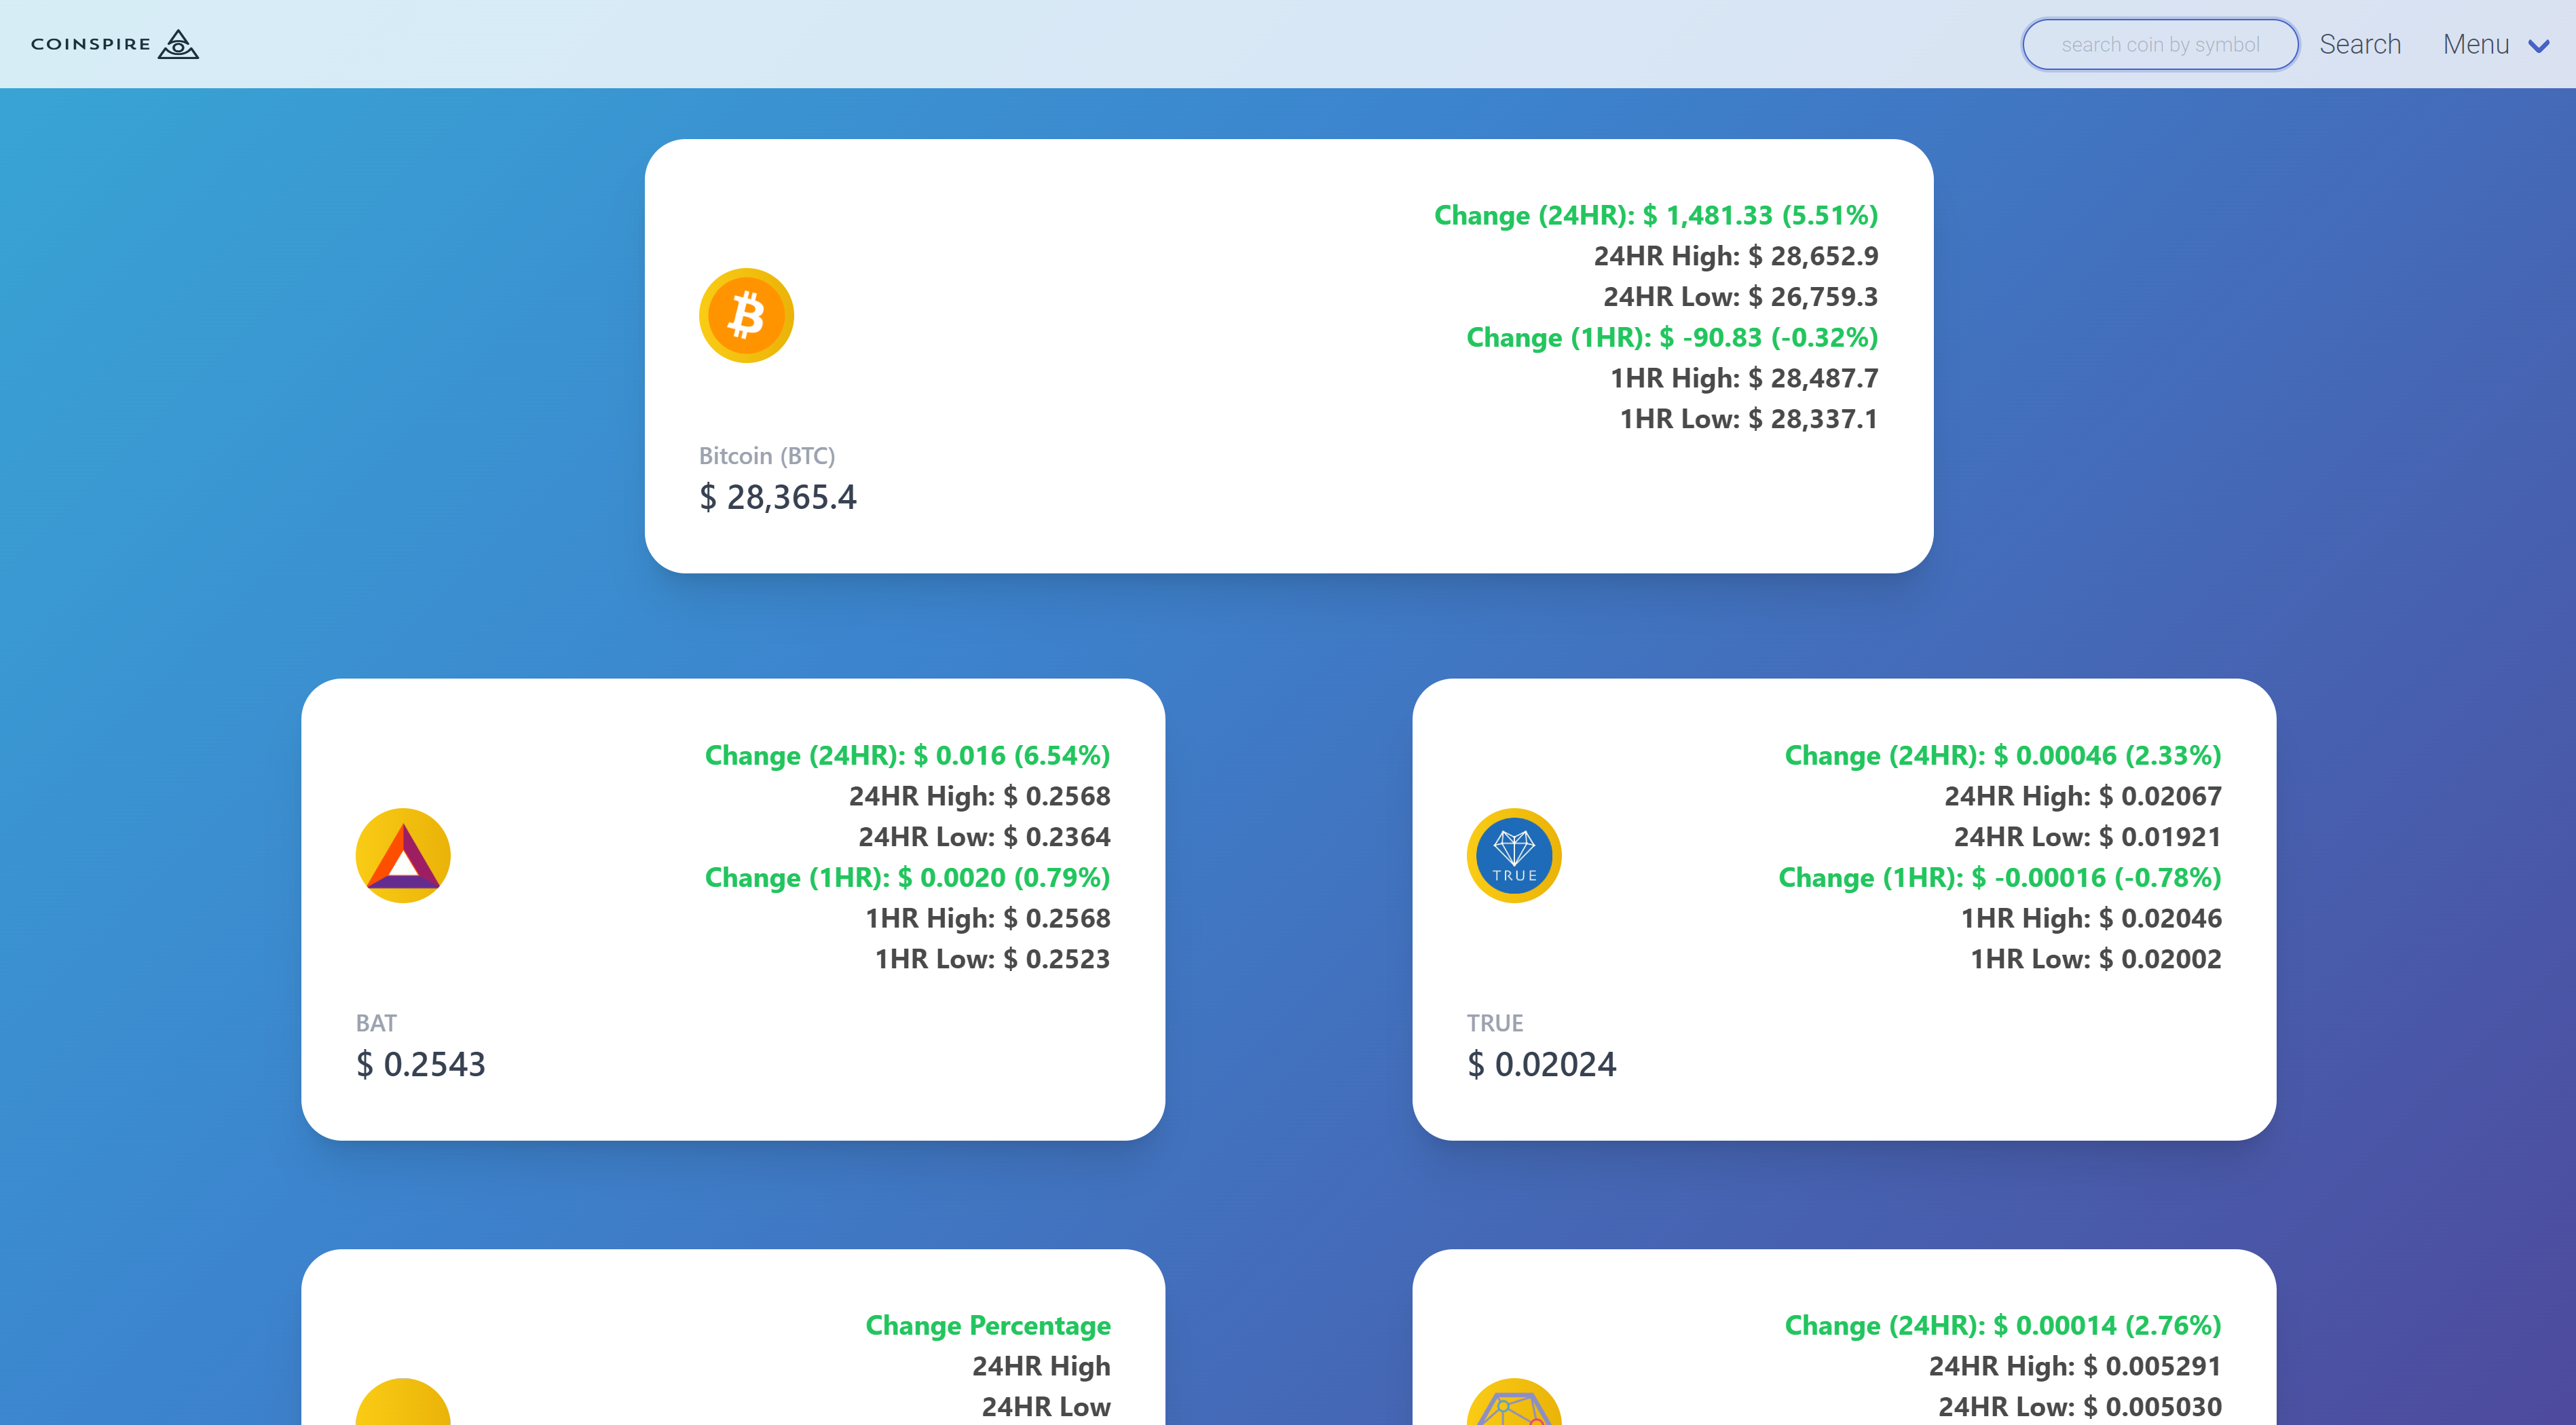 COINSPIRE
search coin by symbol
Search
Menu
Change (24HR): $ 1,481.33 (5.51%)
24HR High: $ 28,652.9
24HR Low: $ 26,759.3
Change (1HR): $ -90.83 (-0.32%)
1HR High: $ 28,487.7
1HR Low: $ 28,337.1
Bitcoin (BTC)
$ 28,365.4
Change (24HR): $ 0.016 (6.54%)
24HR High: $ 0.2568
24HR Low: $ 0.2364
Change (1HR): $ 0.0020 (0.79%)
1HR High: $ 0.2568
1HR Low: $ 0.2523
BAT
$ 0.2543
Change (24HR): $ 0.00046 (2.33%)
24HR High: $ 0.02067
24HR Low: $ 0.01921
Change (1HR): $ -0.00016 (-0.78%)
1HR High: $ 0.02046
1HR Low: $ 0.02002
TRUE
TRUE
$ 0.02024
Change Percentage
24HR High
24HR Low
Change (24HR): $ 0.00014 (2.76%)
24HR High: $ 0.005291
24HR Low: $ 0.005030